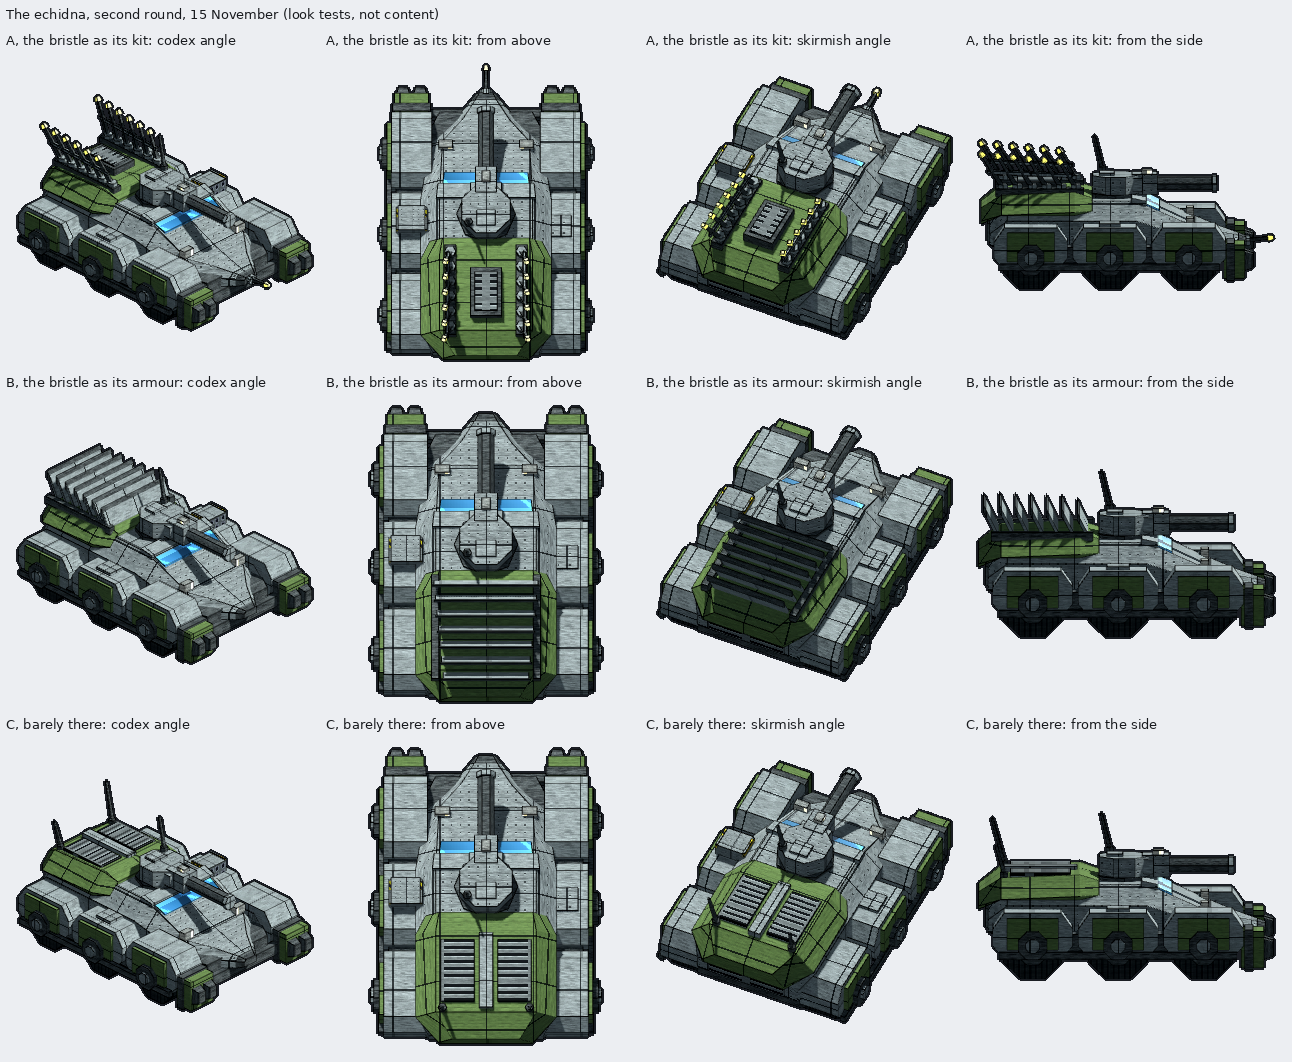 The echidna, second round, 15 November (look tests, not content)
A, the bristle as its kit: codex angle
A, the bristle as its kit: from above
A, the bristle as its kit: skirmish angle
A, the bristle as its kit: from the side
B, the bristle as its armour: codex angle
B, the bristle as its armour: from above
B, the bristle as its armour: skirmish angle
B, the bristle as its armour: from the side
C, barely there: codex angle
C, barely there: from above
C, barely there: skirmish angle
C, barely there: from the side